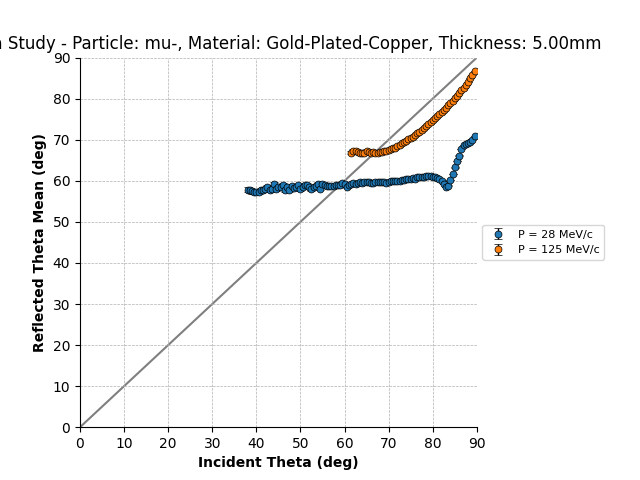 Study - Particle: mu-, Material: Gold-Plated-Copper, Thickness: 5.00mm
90
80
70
60
50
40
30
20
10
0
Reflected Theta Mean (deg)
P = 28 MeV/c
P = 125 MeV/c
0 10 20 30 40 50 60 70 80 90
Incident Theta (deg)